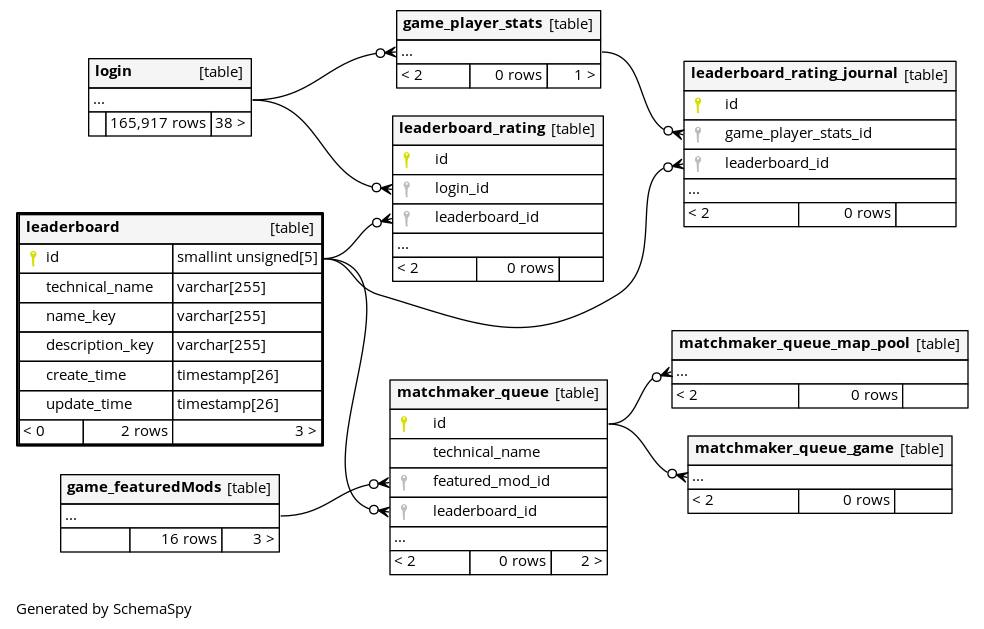 game_player_stats [table]
...
< 2 0 rows 1 >
login [table]
...
165,917 rows 38 >
leaderboard_rating_journal [table]
id
game_player_stats_id
leaderboard_id
...
< 2 0 rows
leaderboard_rating [table]
id
login_id
leaderboard_id
...
< 2 0 rows
leaderboard [table]
id smallint unsigned[5]
technical_name varchar[255]
name_key varchar[255]
description_key varchar[255]
create_time timestamp[26]
update_time timestamp[26]
< 0 2 rows 3 >
matchmaker_queue_map_pool [table]
...
< 2 0 rows
matchmaker_queue [table]
id
technical_name
featured_mod_id
leaderboard_id
...
< 2 0 rows 2 >
matchmaker_queue_game [table]
...
< 2 0 rows
game_featuredMods [table]
...
16 rows 3 >
Generated by SchemaSpy